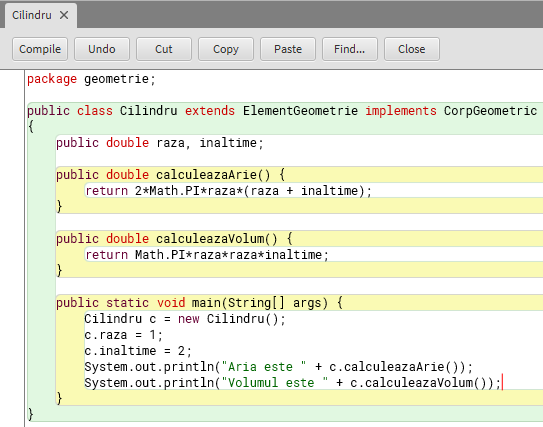 Cilindru ×
Compile Undo Cut Copy Paste Find... Close
package geometrie;
public class Cilindru extends ElementGeometrie implements CorpGeometric
{
public double raza, inaltime;
public double calculeazaArie() {
return 2*Math.PI*raza*(raza + inaltime);
}
public double calculeazaVolum() {
return Math.PI*raza*raza*inaltime;
}
public static void main(String[] args) {
Cilindru c = new Cilindru();
c.raza = 1;
c.inaltime = 2;
System.out.println("Aria este " + c.calculeazaArie());
System.out.println("Volumul este " + c.calculeazaVolum());
}
}